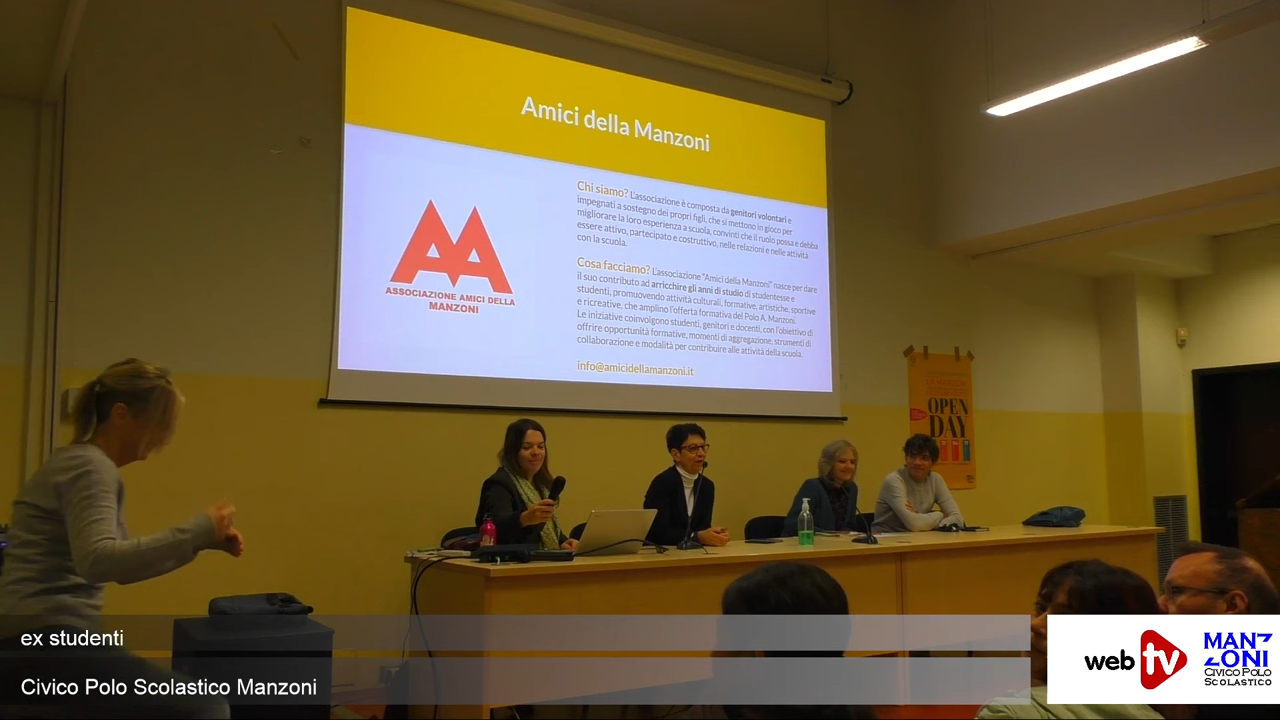 Amici della Manzoni
Chi siamo? L'associazione è composta da genitori volontari e
impegnati a sostegno dei propri figli, che si mettono in gioco per
migliorare la loro esperienza a scuola, convinti che il ruolo possa e debba
essere attivo, partecipato e costruttivo, nelle relazioni e nelle attività
con la scuola.
Cosa facciamo? L'associazione "Amici della Manzoni" nasce per dare
il suo contributo ad arricchire gli anni di studio di studentesse e
studenti, promuovendo attività culturali, formative, artistiche, sportive
e ricreative, che amplino l'offerta formativa del Polo A. Manzoni.
Le iniziative coinvolgono studenti, genitori e docenti, con l'obiettivo di
offrire opportunità formative, momenti di aggregazione, strumenti di
collaborazione e modalità per contribuire alle attività della scuola.
info@amicidellamanzoni.it
AA
ASSOCIAZIONE AMICI DELLA
MANZONI
OPEN
DAY
ex studenti
Civico Polo Scolastico Manzoni
web tv
MANZ
ZONI
CIVICO POLO
SCOLASTICO